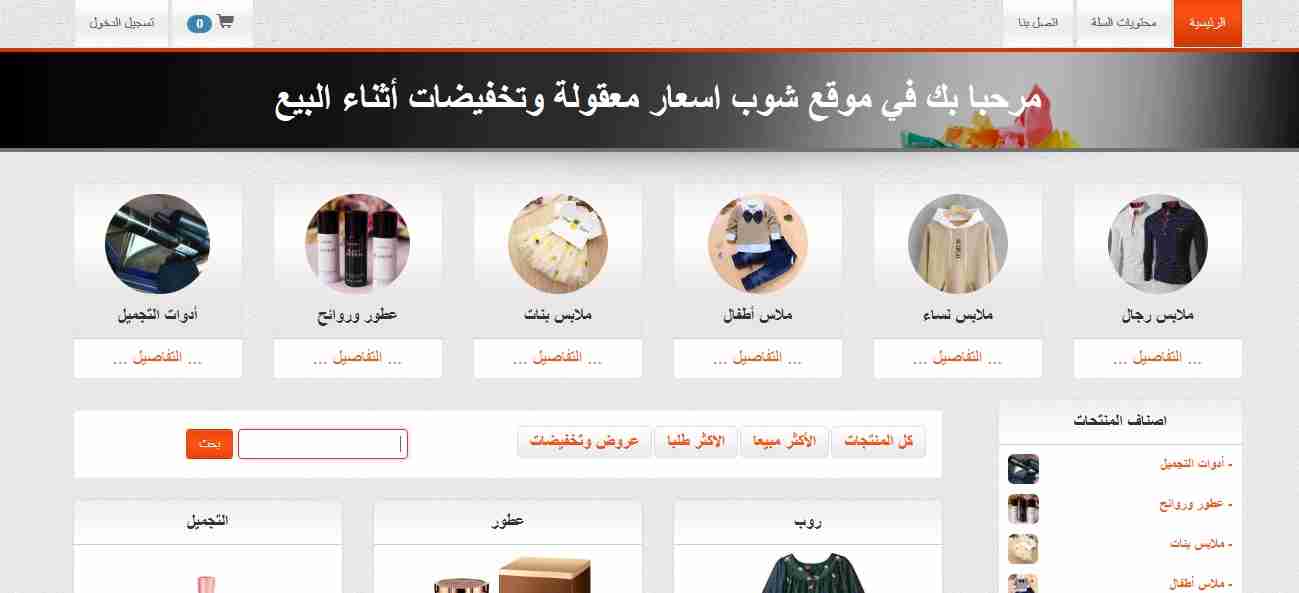 الرئيسية
محتويات السلة
اتصل بنا
0
تسجيل الدخول
مرحبا بك في موقع شوب اسعار معقولة وتخفيضات أثناء البيع
ملابس رجال
ملابس نساء
ملاس أطفال
ملابس بنات
عطور وروائح
أدوات التجميل
... التفاصيل ...
... التفاصيل ...
... التفاصيل ...
... التفاصيل ...
... التفاصيل ...
... التفاصيل ...
اصناف المنتجات
- أدوات التجميل
- عطور وروائح
- ملابس بنات
- ملاس أطفال
كل المنتجات
الأكثر مبيعا
الاكثر طلبا
عروض وتخفيضات
بحث
روب
عطور
التجميل